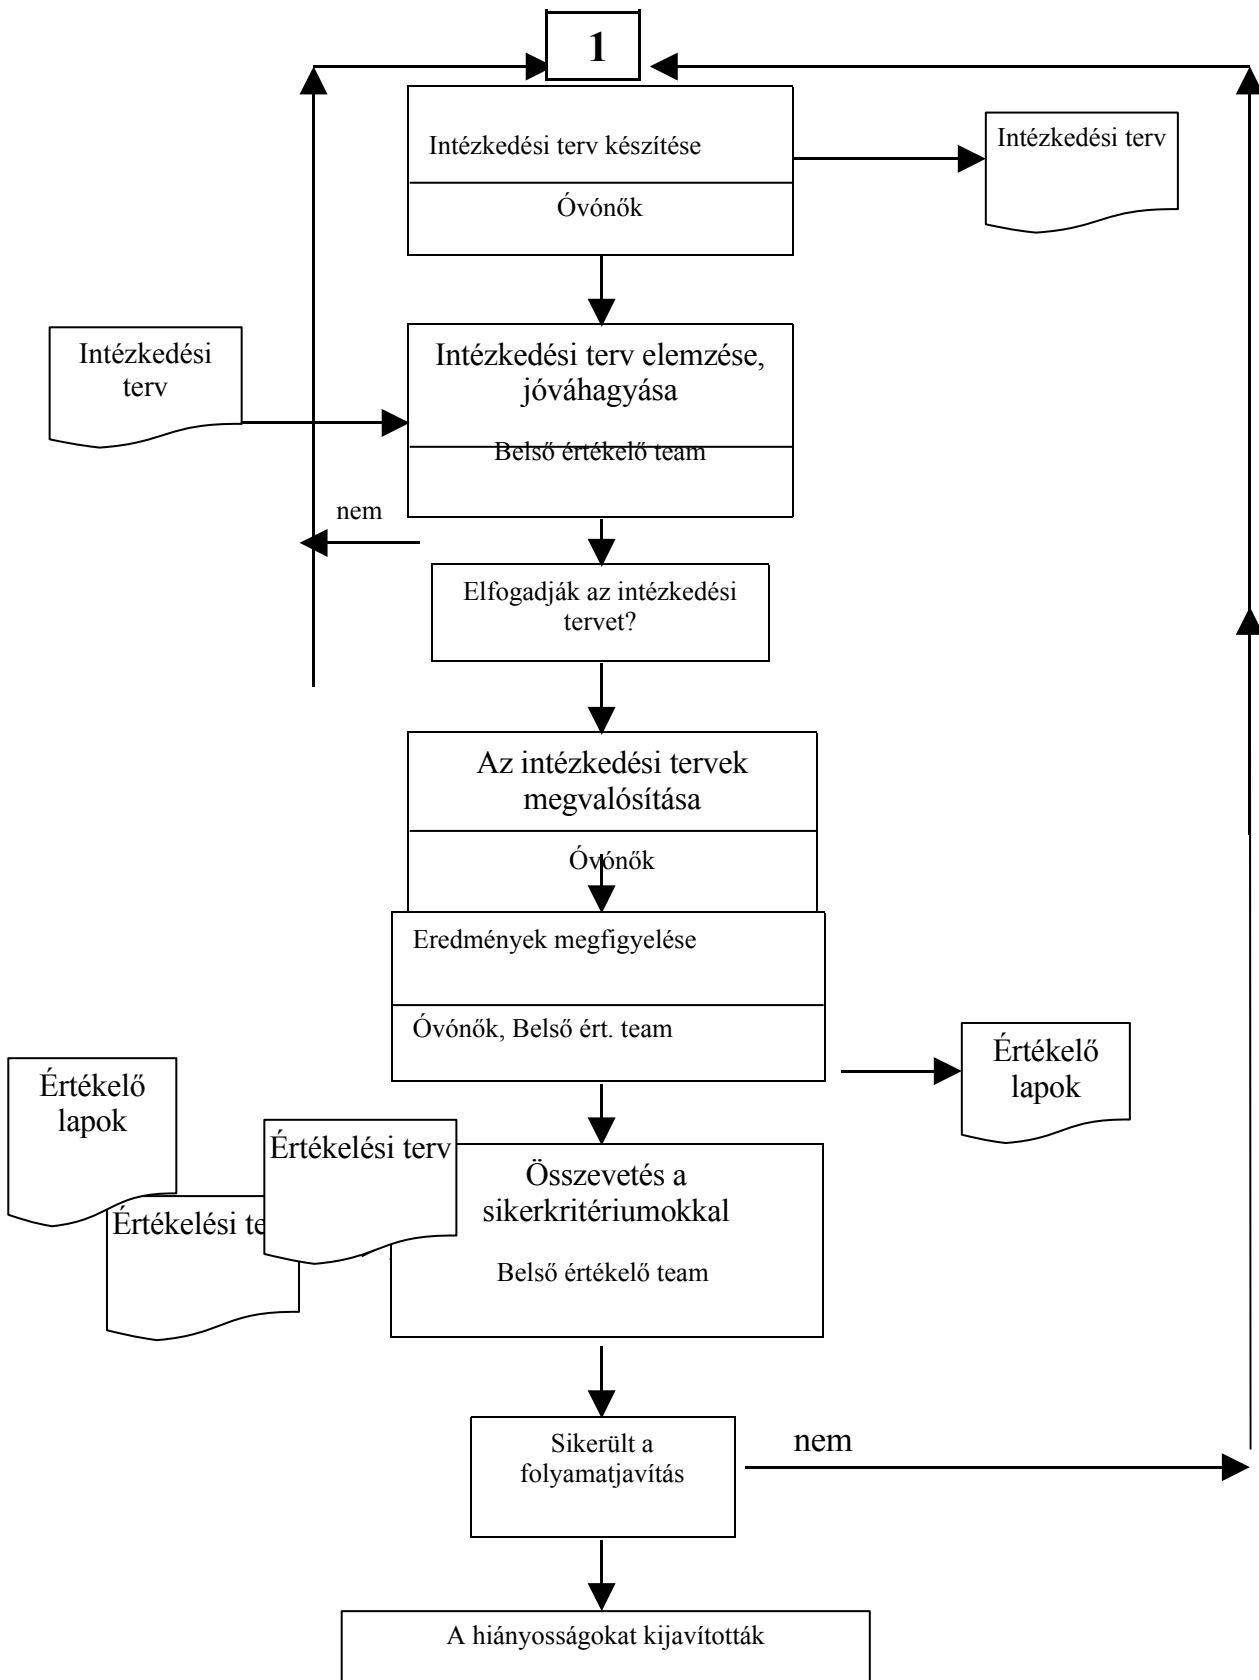 1
Intézkedési terv készítése
Óvónők
Intézkedési terv
Intézkedési
terv
Intézkedési terv elemzése,
jóváhagyása
Belső értékelő team
nem
Elfogadják az intézkedési
tervet?
Az intézkedési tervek
megvalósítása
Óvónők
Eredmények megfigyelése
Óvónők, Belső ért. team
Értékelő
lapok
Értékelő
lapok
Értékelési terv
Értékelési te
Összevetés a
sikerkritériumokkal
Belső értékelő team
Sikerült a
folyamatjavítás
nem
A hiányosságokat kijavították